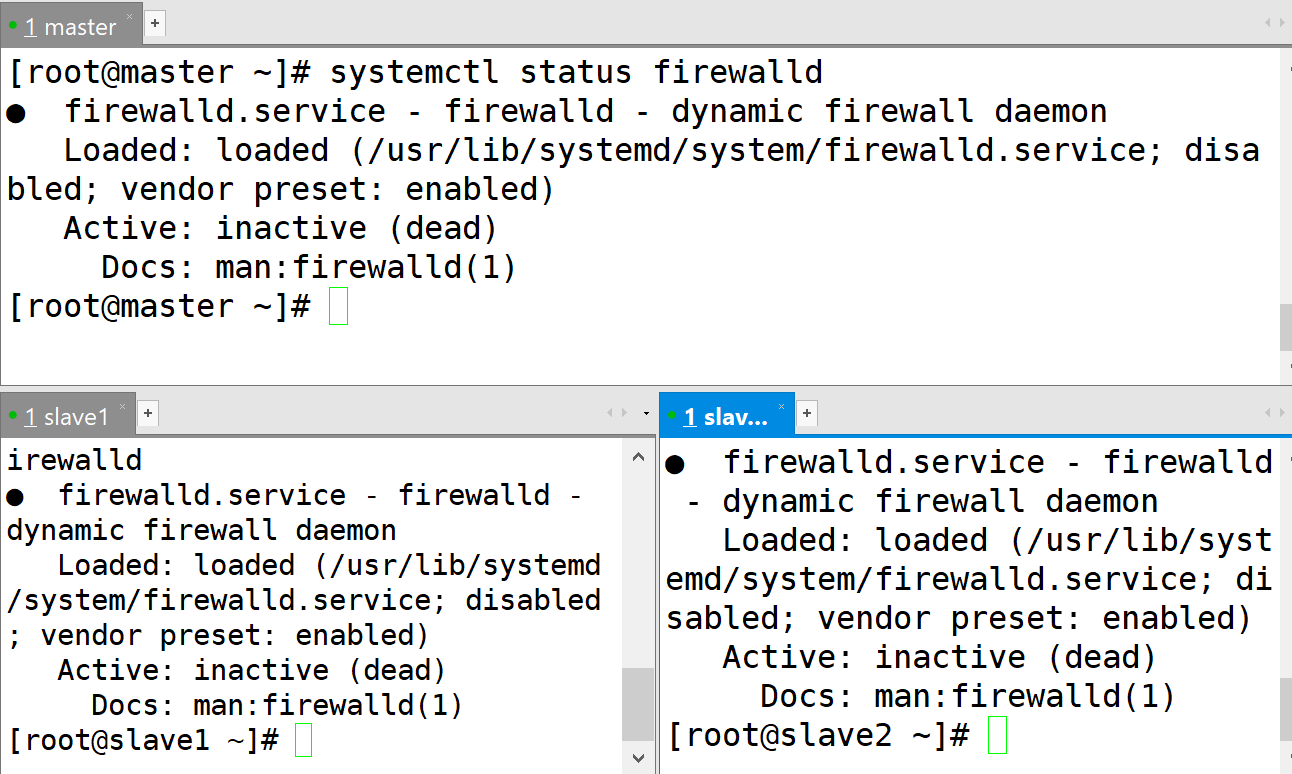 1 master × +
[root@master ~]# systemctl status firewalld
● firewalld.service - firewalld - dynamic firewall daemon
   Loaded: loaded (/usr/lib/systemd/system/firewalld.service; disa
bled; vendor preset: enabled)
   Active: inactive (dead)
     Docs: man:firewalld(1)
[root@master ~]#
1 slave1 × +
irewalld
● firewalld.service - firewalld -
dynamic firewall daemon
   Loaded: loaded (/usr/lib/systemd
/system/firewalld.service; disabled
; vendor preset: enabled)
   Active: inactive (dead)
     Docs: man:firewalld(1)
[root@slave1 ~]#
1 slav... × +
● firewalld.service - firewalld
 - dynamic firewall daemon
   Loaded: loaded (/usr/lib/syst
emd/system/firewalld.service; di
sabled; vendor preset: enabled)
   Active: inactive (dead)
     Docs: man:firewalld(1)
[root@slave2 ~]#